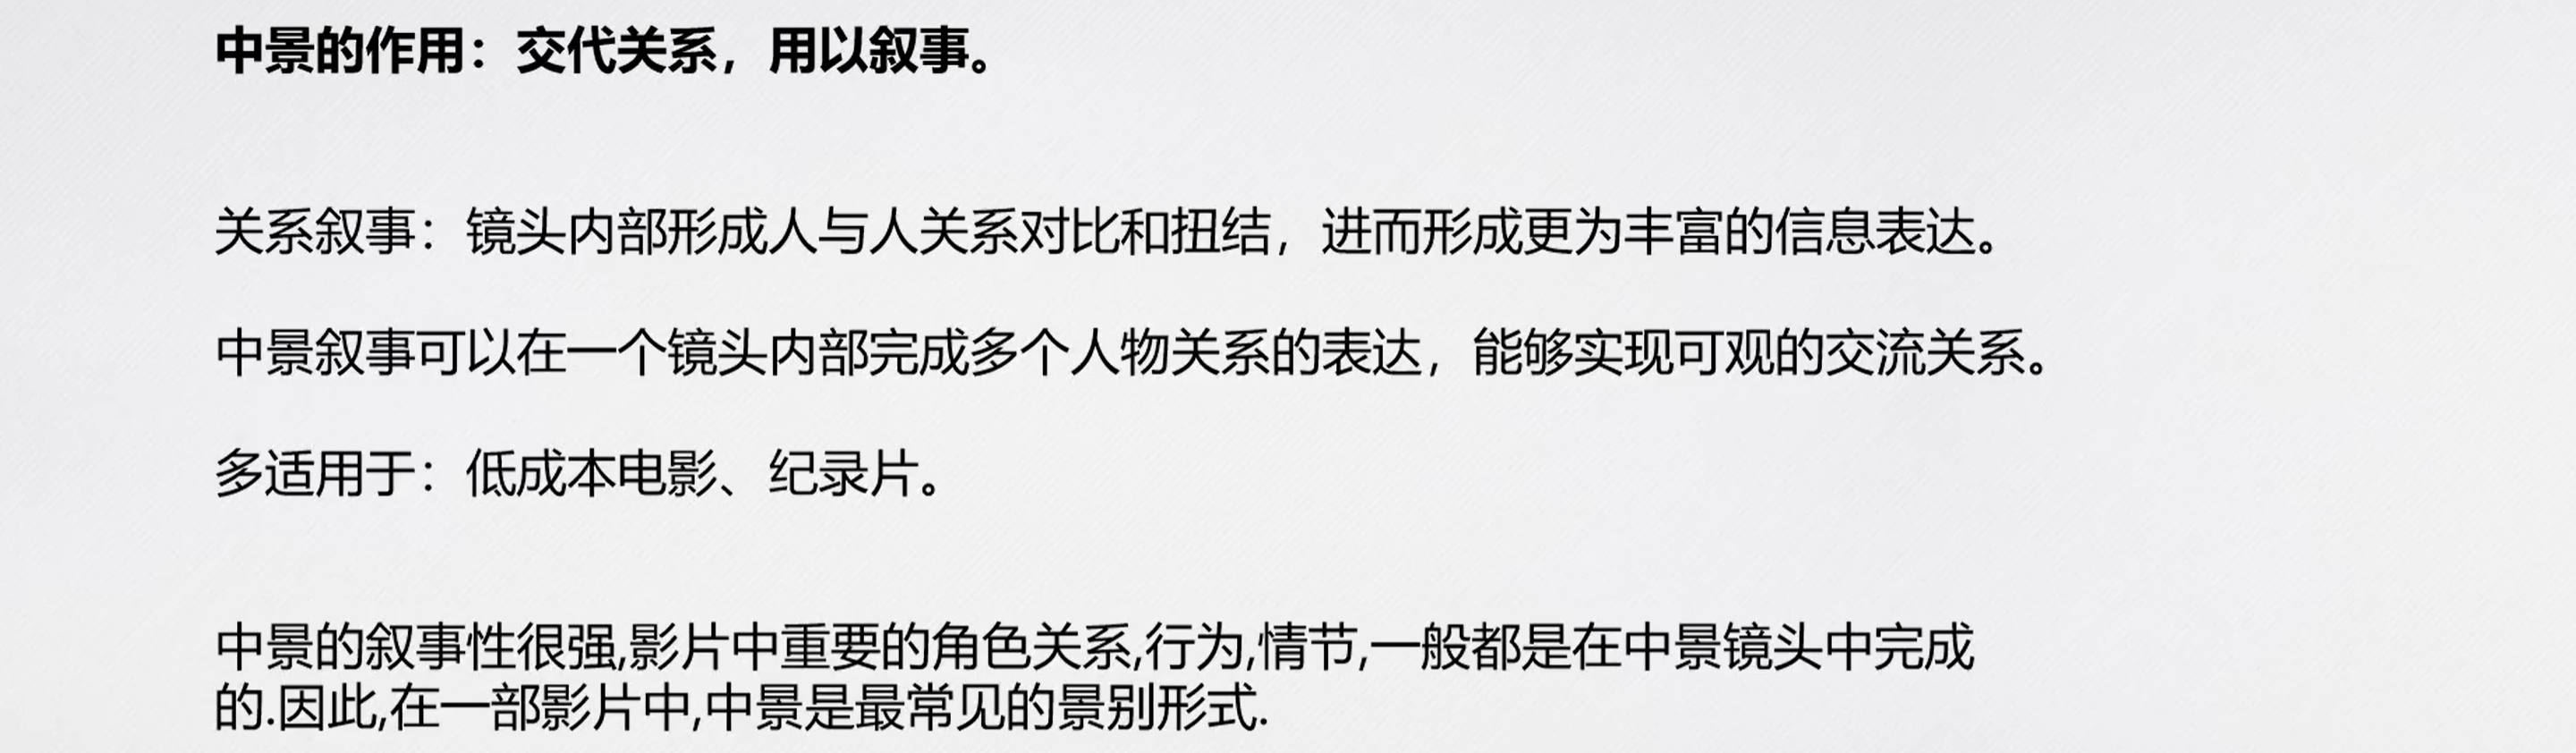 中景的作用：交代关系，用以叙事。
关系叙事：镜头内部形成人与人关系对比和扭结，进而形成更为丰富的信息表达。
中景叙事可以在一个镜头内部完成多个人物关系的表达，能够实现可观的交流关系。
多适用于：低成本电影、纪录片。
中景的叙事性很强,影片中重要的角色关系,行为,情节,一般都是在中景镜头中完成
的.因此,在一部影片中,中景是最常见的景别形式.